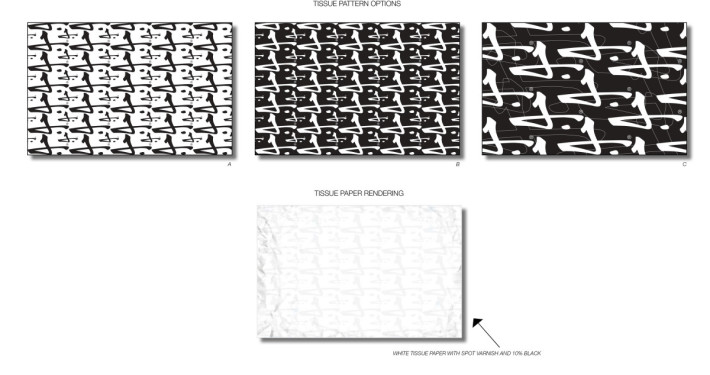 TISSUE PATTERN OPTIONS
A
B
C
TISSUE PAPER RENDERING
WHITE TISSUE PAPER WITH SPOT VARNISH AND 10% BLACK